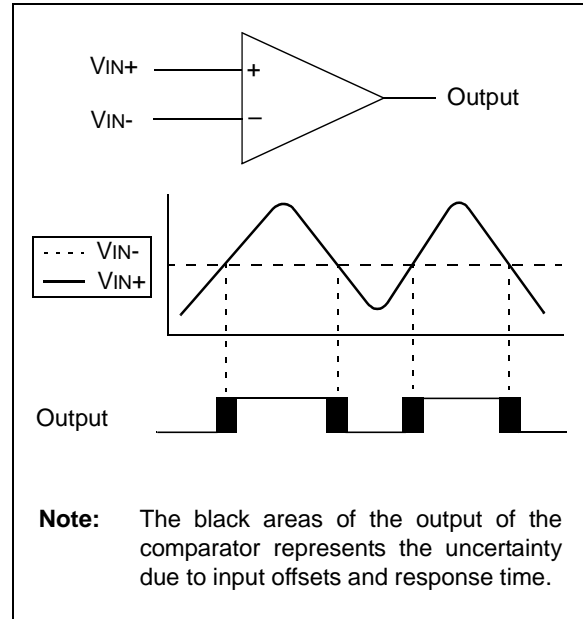 VIN+
+
Output
VIN-
–
VIN-
VIN+
Output
Note: The black areas of the output of the
comparator represents the uncertainty
due to input offsets and response time.